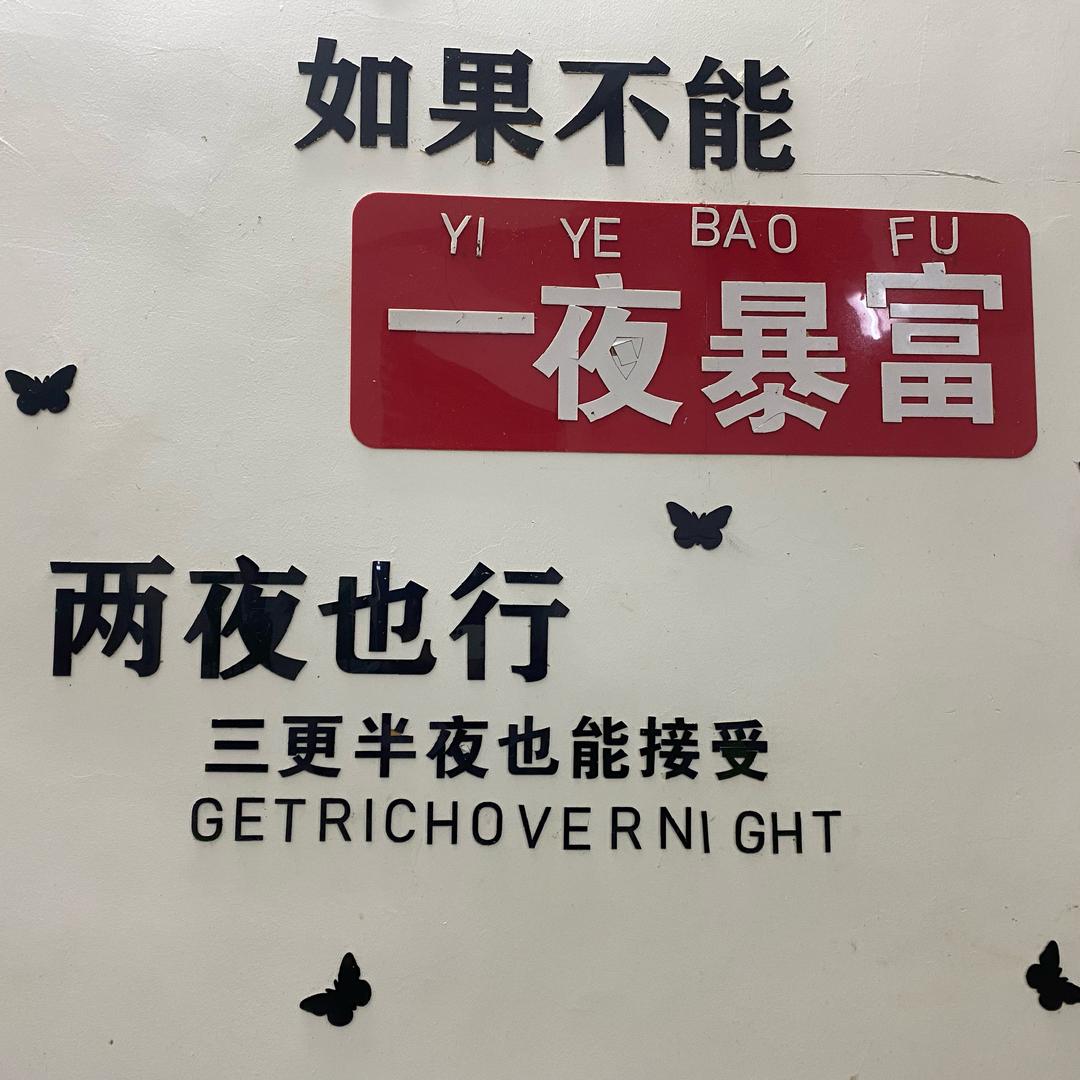 如果不能
YI YE BAO FU
一夜暴富
两夜也行
三更半夜也能接受
GETRICHOVERNIGHT